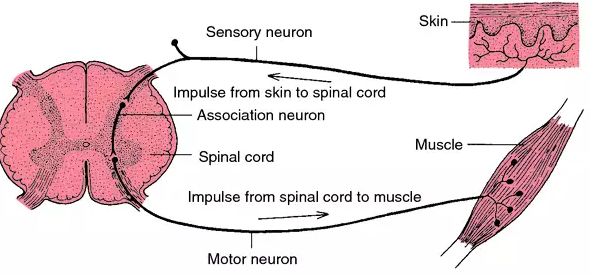 Sensory neuron
Skin
Impulse from skin to spinal cord
Association neuron
Muscle
Spinal cord
Impulse from spinal cord to muscle
Motor neuron